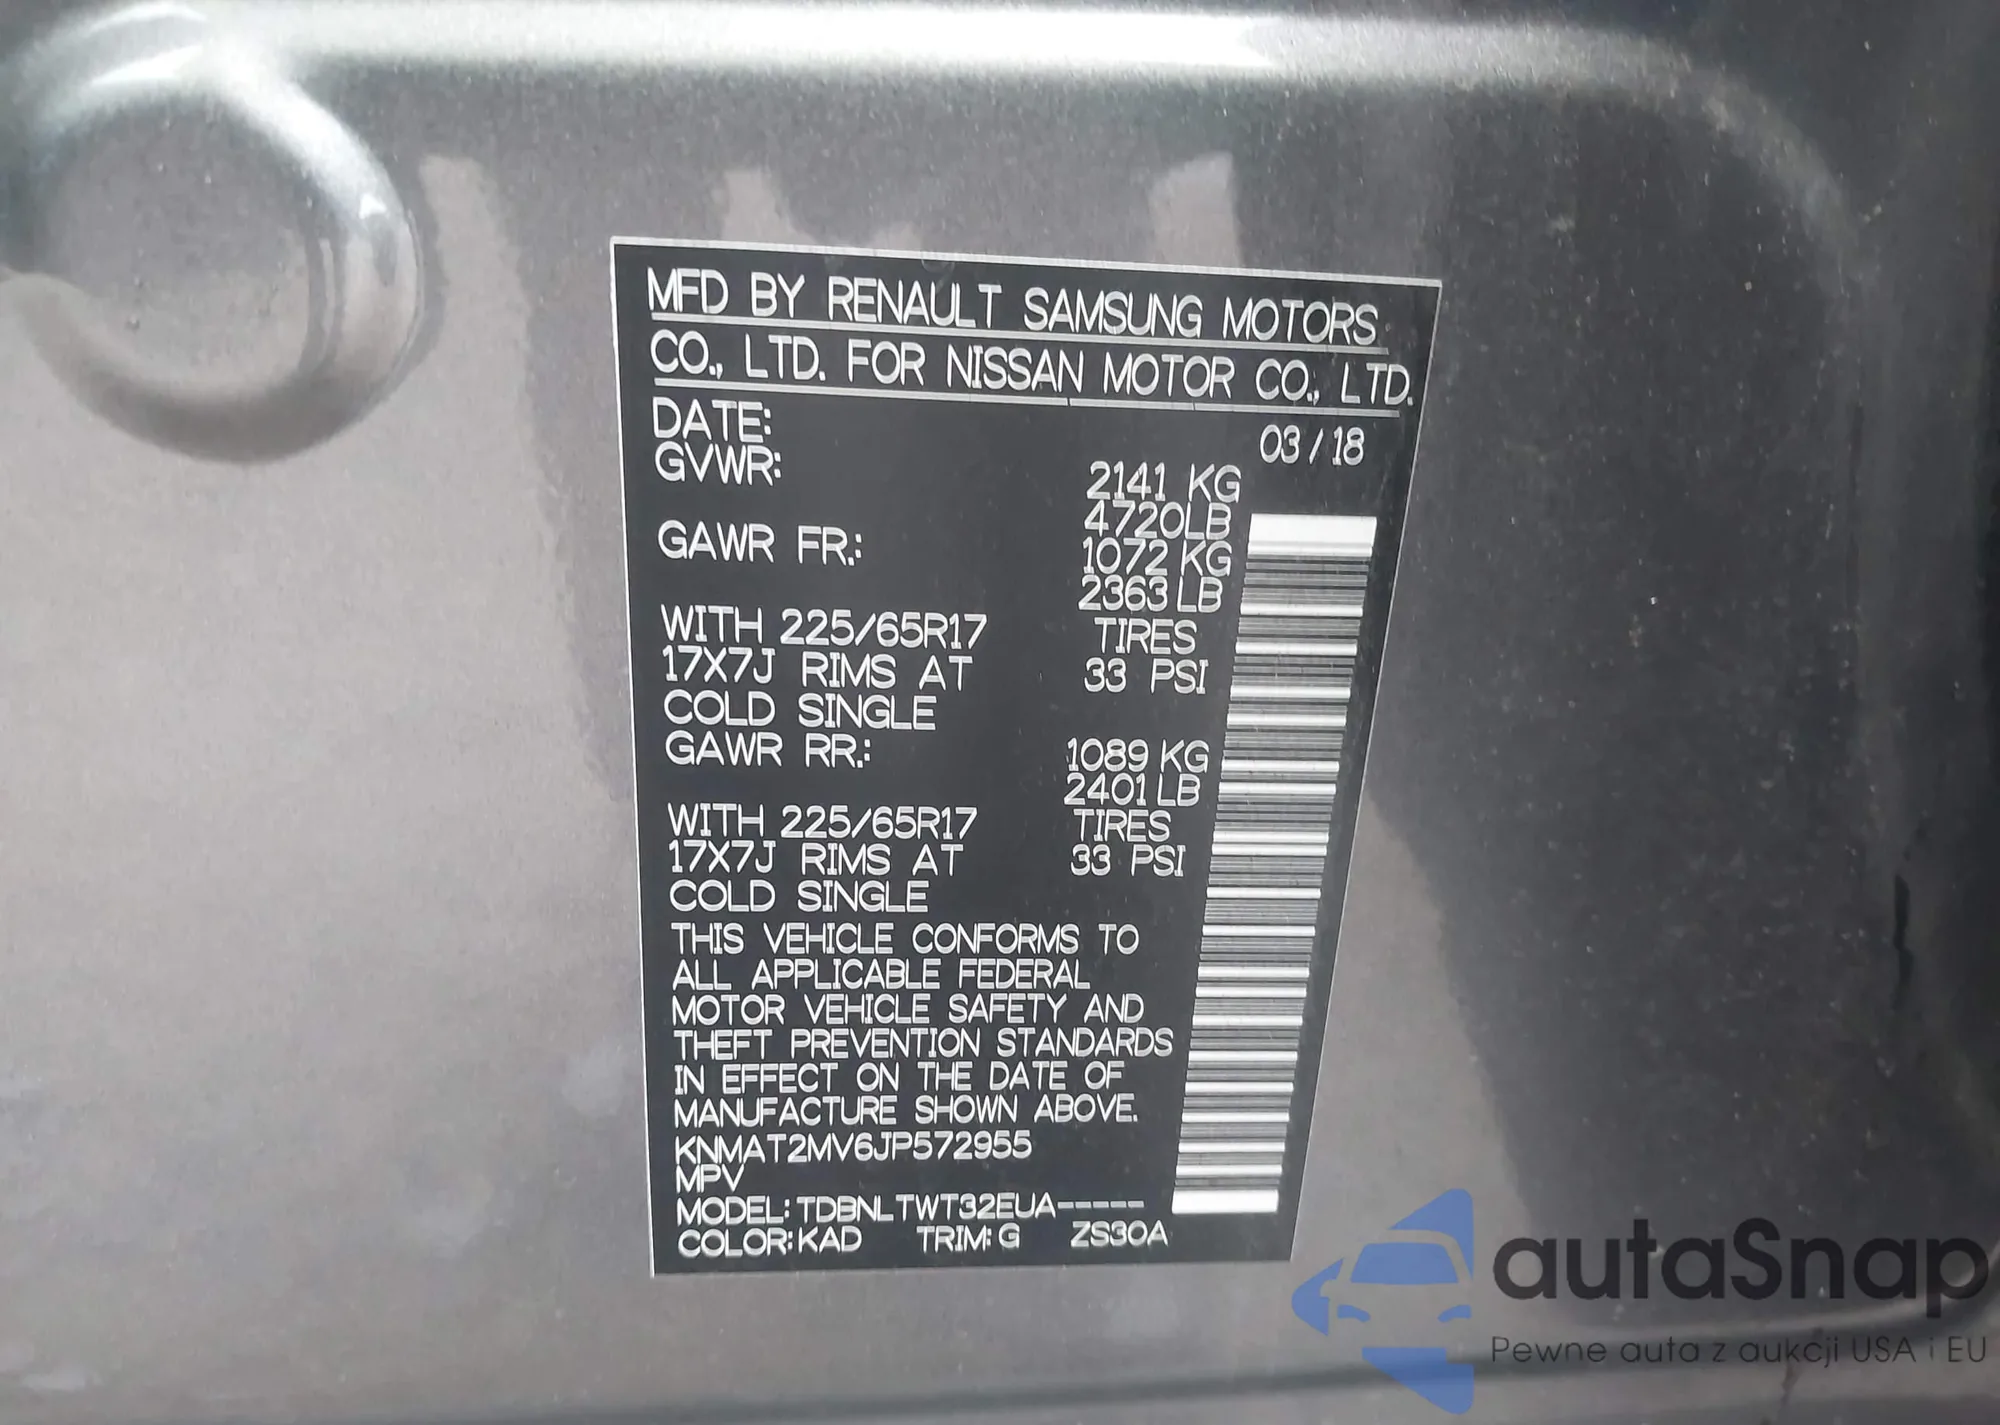 MFD BY RENAULT SAMSUNG MOTORS
CO., LTD. FOR NISSAN MOTOR CO., LTD.
DATE: 03 / 18
GVWR: 2141 KG
4720LB
GAWR FR.: 1072 KG
2363 LB
WITH 225/65R17 TIRES
17X7J RIMS AT 33 PSI
COLD SINGLE
GAWR RR.: 1089 KG
2401 LB
WITH 225/65R17 TIRES
17X7J RIMS AT 33 PSI
COLD SINGLE
THIS VEHICLE CONFORMS TO
ALL APPLICABLE FEDERAL
MOTOR VEHICLE SAFETY AND
THEFT PREVENTION STANDARDS
IN EFFECT ON THE DATE OF
MANUFACTURE SHOWN ABOVE.
KNMAT2MV6JP572955
MPV
MODEL: TDBNLTWT32EUA-----
COLOR: KAD TRIM: G ZS30A
autaSnap
Pewne auta z aukcji USA i EU